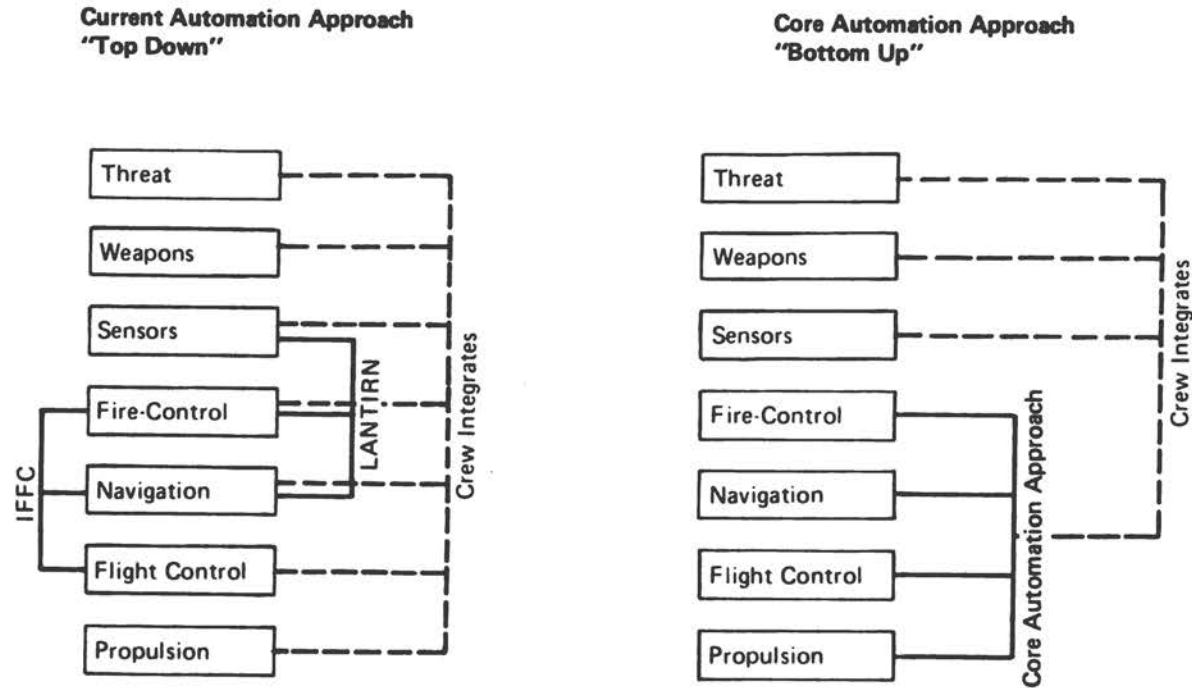 Current Automation Approach
"Top Down"
Threat
Weapons
Sensors
Fire-Control
Navigation
Flight Control
Propulsion
IFFC
LANTIRN
Crew Integrates
Core Automation Approach
"Bottom Up"
Threat
Weapons
Sensors
Fire-Control
Navigation
Flight Control
Propulsion
Core Automation Approach
Crew Integrates